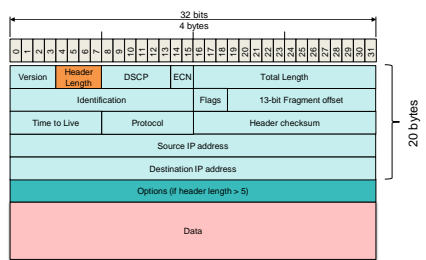 32 bits
4 bytes
0 1 2 3 4 5 6 7 8 9 10 11 12 13 14 15 16 17 18 19 20 21 22 23 24 25 26 27 28 29 30 31
Version Header Length DSCP ECN Total Length
Identification Flags 13-bit Fragment offset
Time to Live Protocol Header checksum
Source IP address
Destination IP address
20 bytes
Options (if header length > 5)
Data